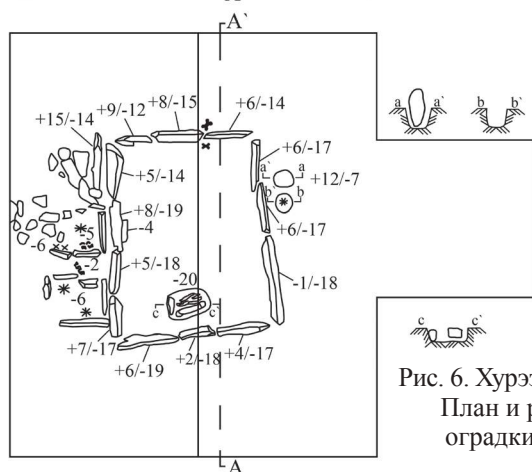 A`
+8/-15
+9/-12
+6/-14
+15/-14
a a`
b b`
+6/-17
a` a
+5/-14
+12/-7
b` b
+8/-19
-5
-4
+6/-17
-6
-2
+5/-18
-1/-18
-20
-6
c c`
c c`
+7/-17
+2/-18
+4/-17
+6/-19
Рис. 6. Хурэ
План и р
оградки
A